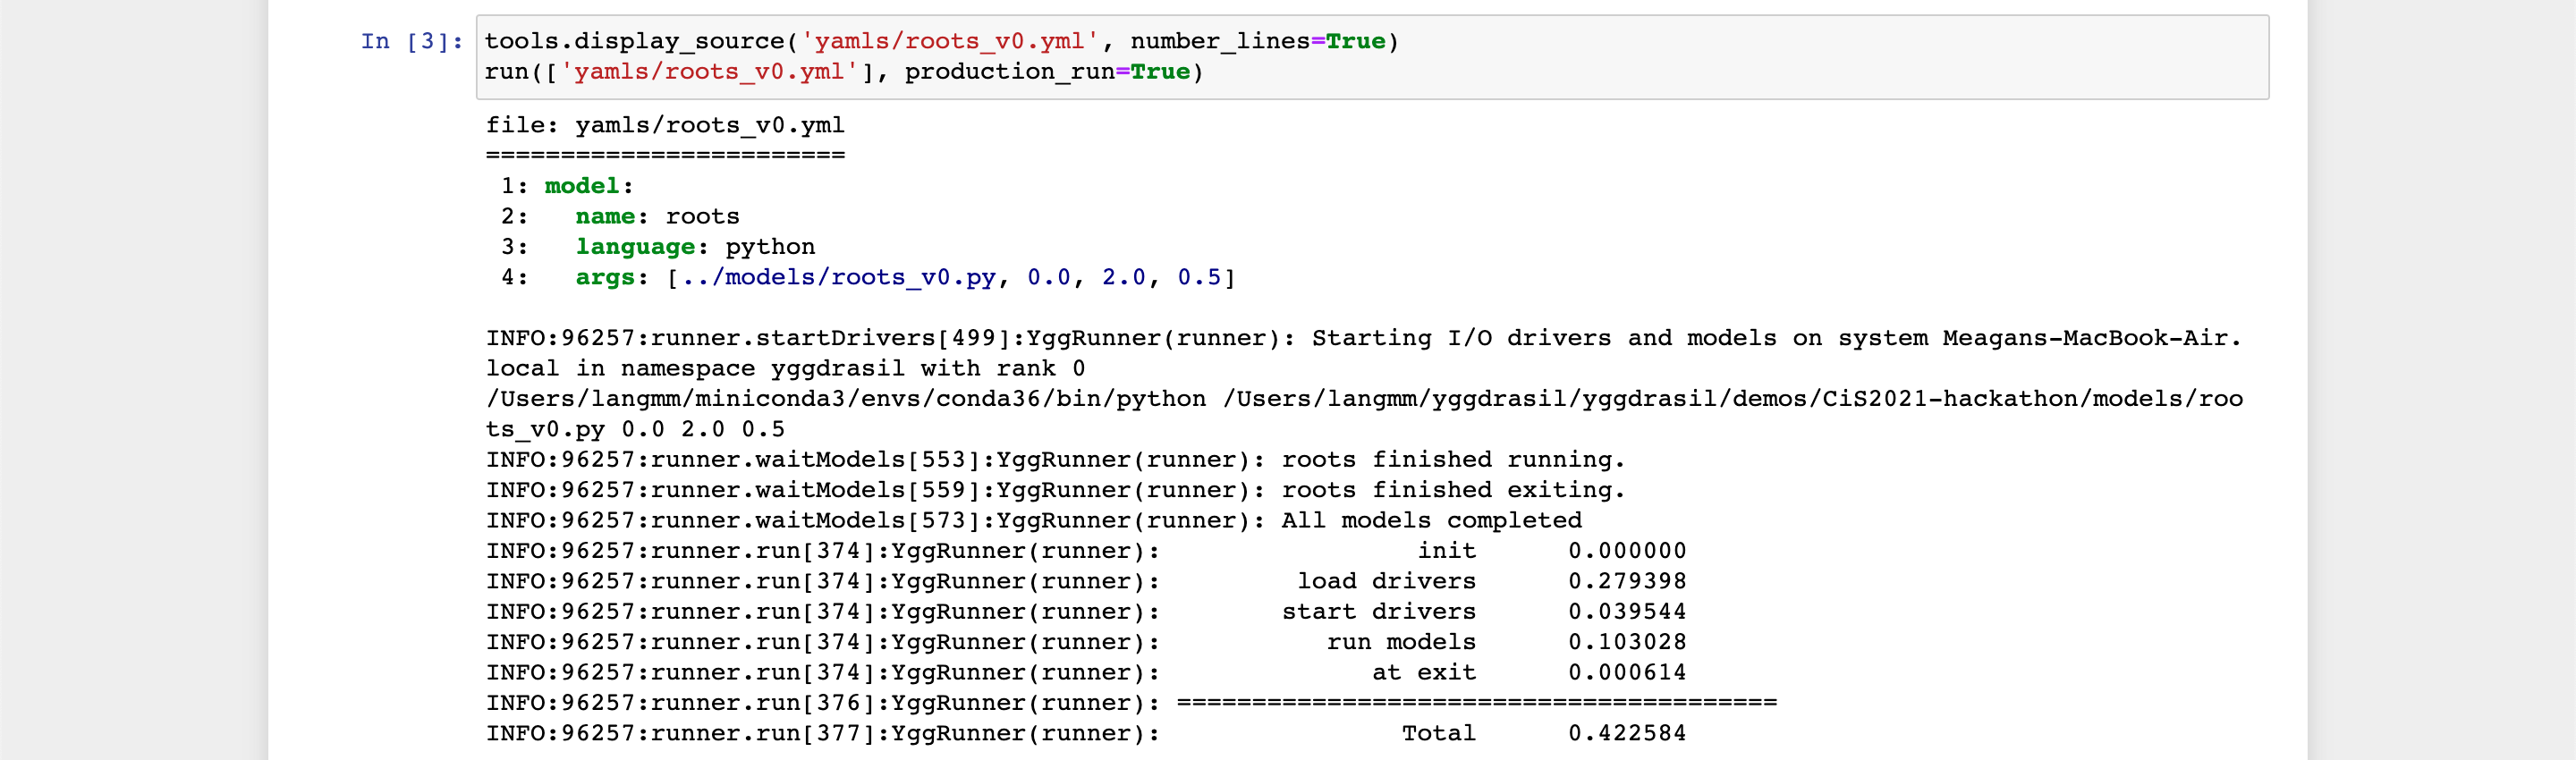 In [3]: tools.display_source('yamls/roots_v0.yml', number_lines=True)
run(['yamls/roots_v0.yml'], production_run=True)
file: yamls/roots_v0.yml
========================
1: model:
2:   name: roots
3:   language: python
4:   args: [../models/roots_v0.py, 0.0, 2.0, 0.5]
INFO:96257:runner.startDrivers[499]:YggRunner(runner): Starting I/O drivers and models on system Meagans-MacBook-Air.
local in namespace yggdrasil with rank 0
/Users/langmm/miniconda3/envs/conda36/bin/python /Users/langmm/yggdrasil/yggdrasil/demos/CiS2021-hackathon/models/roo
ts_v0.py 0.0 2.0 0.5
INFO:96257:runner.waitModels[553]:YggRunner(runner): roots finished running.
INFO:96257:runner.waitModels[559]:YggRunner(runner): roots finished exiting.
INFO:96257:runner.waitModels[573]:YggRunner(runner): All models completed
INFO:96257:runner.run[374]:YggRunner(runner):                 init      0.000000
INFO:96257:runner.run[374]:YggRunner(runner):         load drivers      0.279398
INFO:96257:runner.run[374]:YggRunner(runner):        start drivers      0.039544
INFO:96257:runner.run[374]:YggRunner(runner):           run models      0.103028
INFO:96257:runner.run[374]:YggRunner(runner):              at exit      0.000614
INFO:96257:runner.run[376]:YggRunner(runner): ========================================
INFO:96257:runner.run[377]:YggRunner(runner):                Total      0.422584